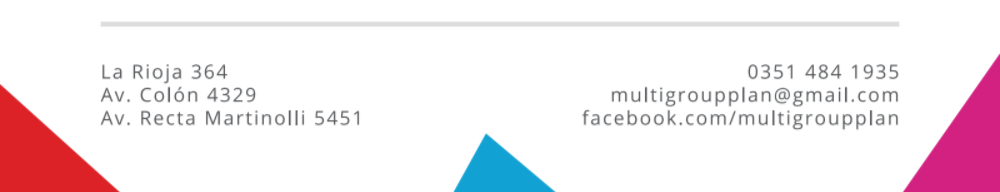 La Rioja 364
Av. Colón 4329
Av. Recta Martinolli 5451
0351 484 1935
multigroupplan@gmail.com
facebook.com/multigroupplan